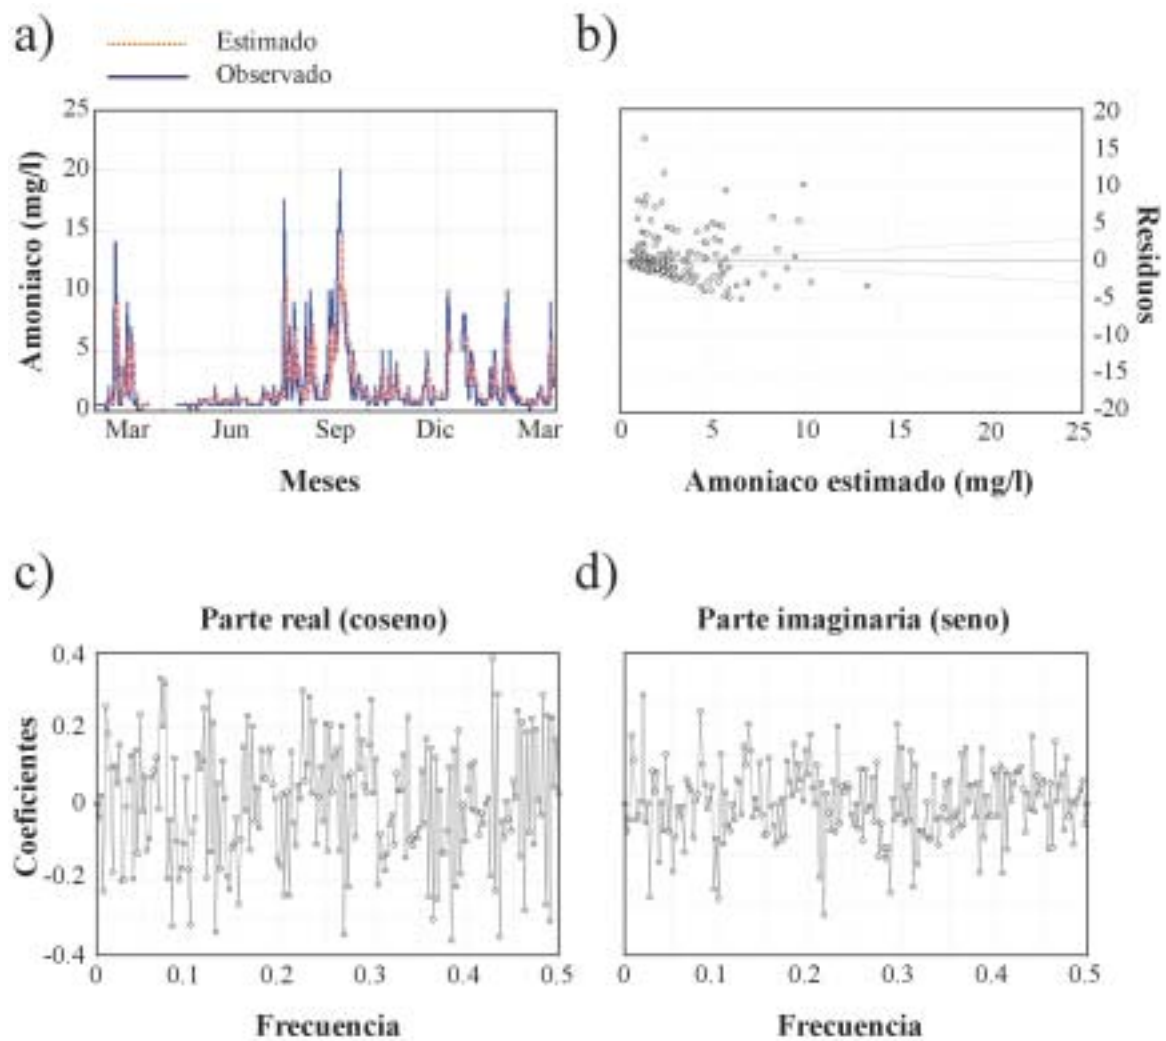 a)
Estimado
Observado
Amoniaco (mg/l)
25
20
15
10
5
0
Mar Jun Sep Dic Mar
Meses
b)
20
15
10
5
0
-5
-10
-15
-20
Residuos
0 5 10 15 20 25
Amoniaco estimado (mg/l)
c)
Parte real (coseno)
Coeficientes
0.4
0.2
0
-0.2
-0.4
0 0.1 0.2 0.3 0.4 0.5
Frecuencia
d)
Parte imaginaria (seno)
0 0.1 0.2 0.3 0.4 0.5
Frecuencia